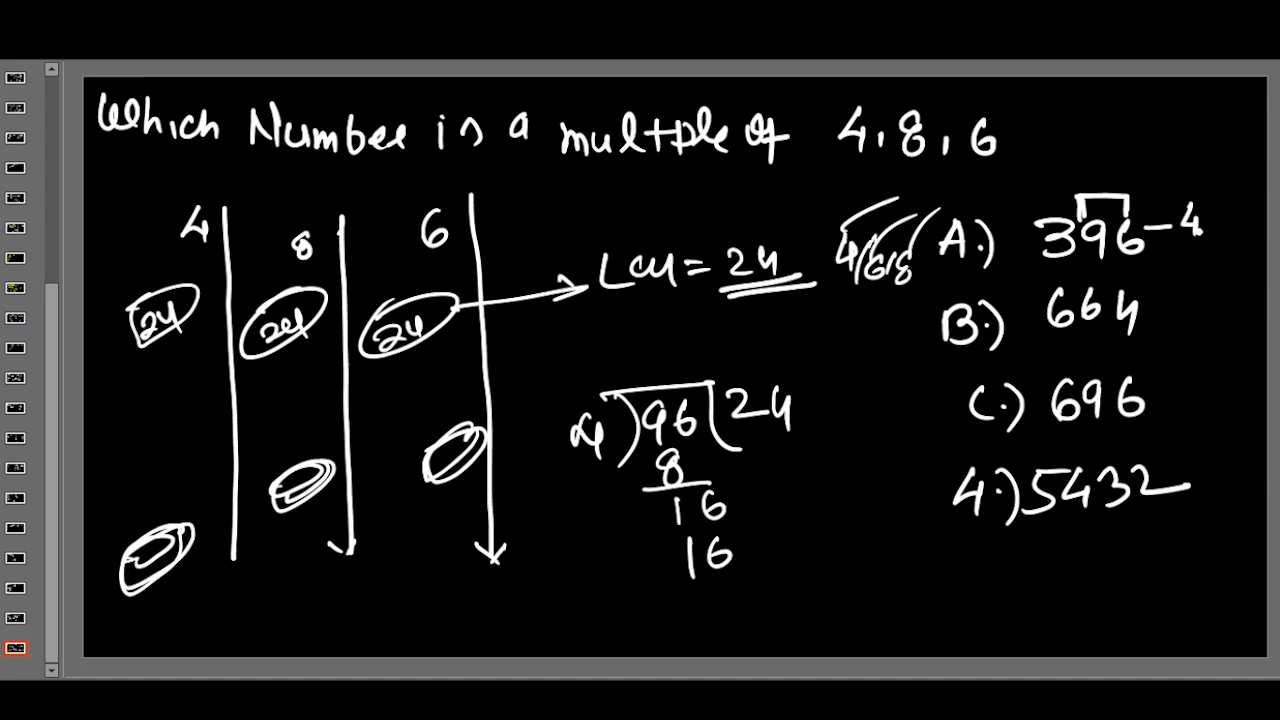 Which Number is a multple of 4, 8, 6
4 8 6
24 24 24
Lcm = 24
4/6/8
A.) 396 - 4
B.) 664
C.) 696
4.) 5432
4 ) 96 ( 24
8
16
16